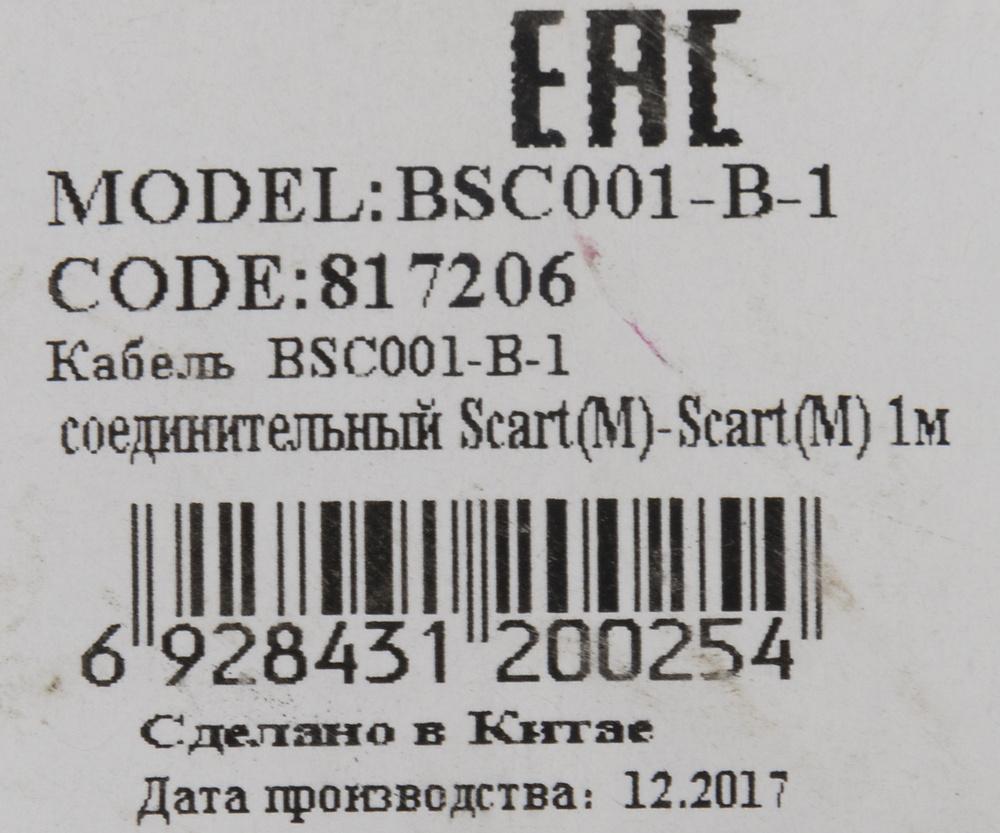 EAC
MODEL:BSC001-B-1
CODE:817206
Кабель BSC001-B-1
соединительный Scart(M)-Scart(M) 1м
6 928431 200254
Сделано в Китае
Дата производства: 12.2017